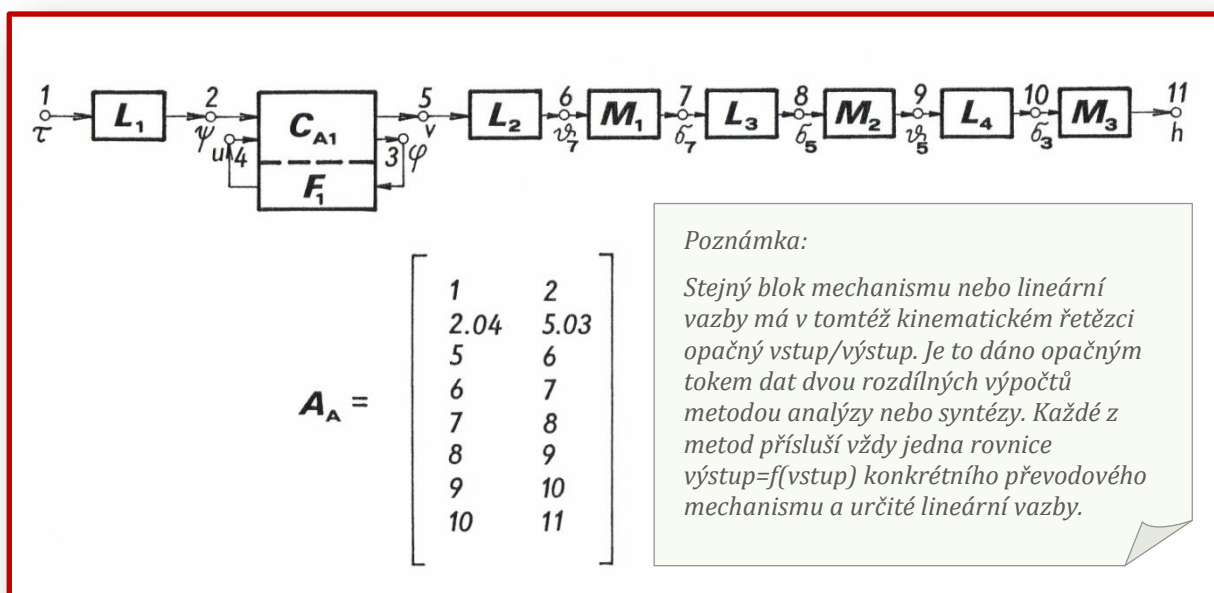 1 2 5 6 7 8 9 10 11
L₁ C_A1 L₂ M₁ L₃ M₂ L₄ M₃
τ ψ u 4 3 φ v ϑ₇ σ₇ σ₅ ϑ₅ σ₃ h
F₁
A_A =
1 2
2.04 5.03
5 6
6 7
7 8
8 9
9 10
10 11
Poznámka:
Stejný blok mechanismu nebo lineární
vazby má v tomtéž kinematickém řetězci
opačný vstup/výstup. Je to dáno opačným
tokem dat dvou rozdílných výpočtů
metodou analýzy nebo syntézy. Každé z
metod přísluší vždy jedna rovnice
výstup=f(vstup) konkrétního převodového
mechanismu a určité lineární vazby.